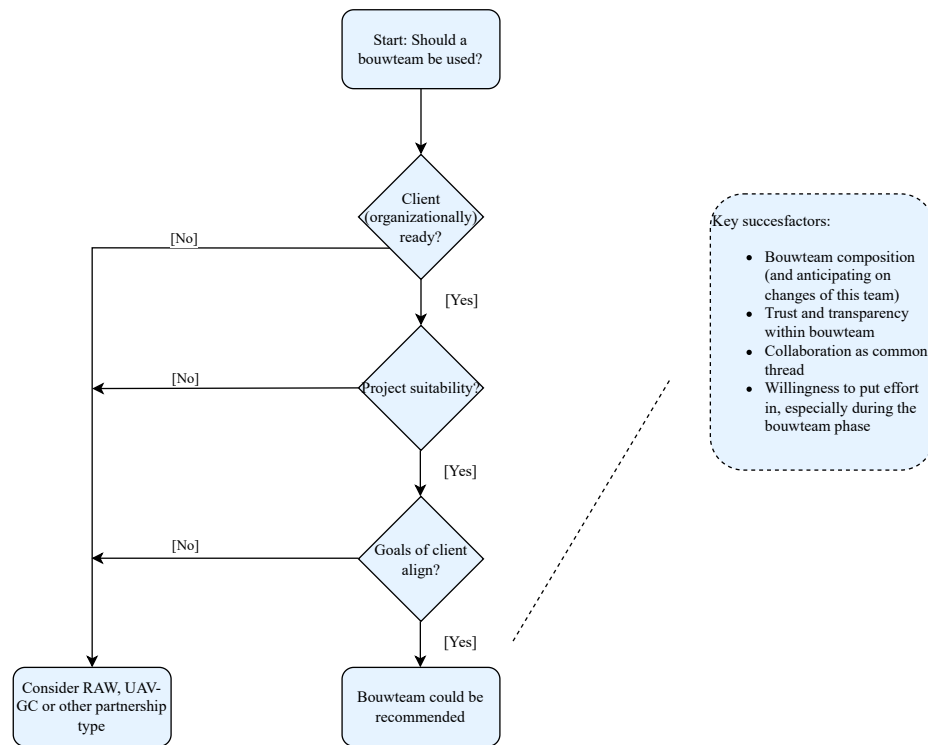 Start: Should a
bouwteam be used?
Client
(organizationally)
ready?
[No]
[Yes]
Project suitability?
[No]
[Yes]
Goals of client
align?
[No]
[Yes]
Consider RAW, UAV-
GC or other partnership
type
Bouwteam could be
recommended
Key succesfactors:
• Bouwteam composition
(and anticipating on
changes of this team)
• Trust and transparency
within bouwteam
• Collaboration as common
thread
• Willingness to put effort
in, especially during the
bouwteam phase